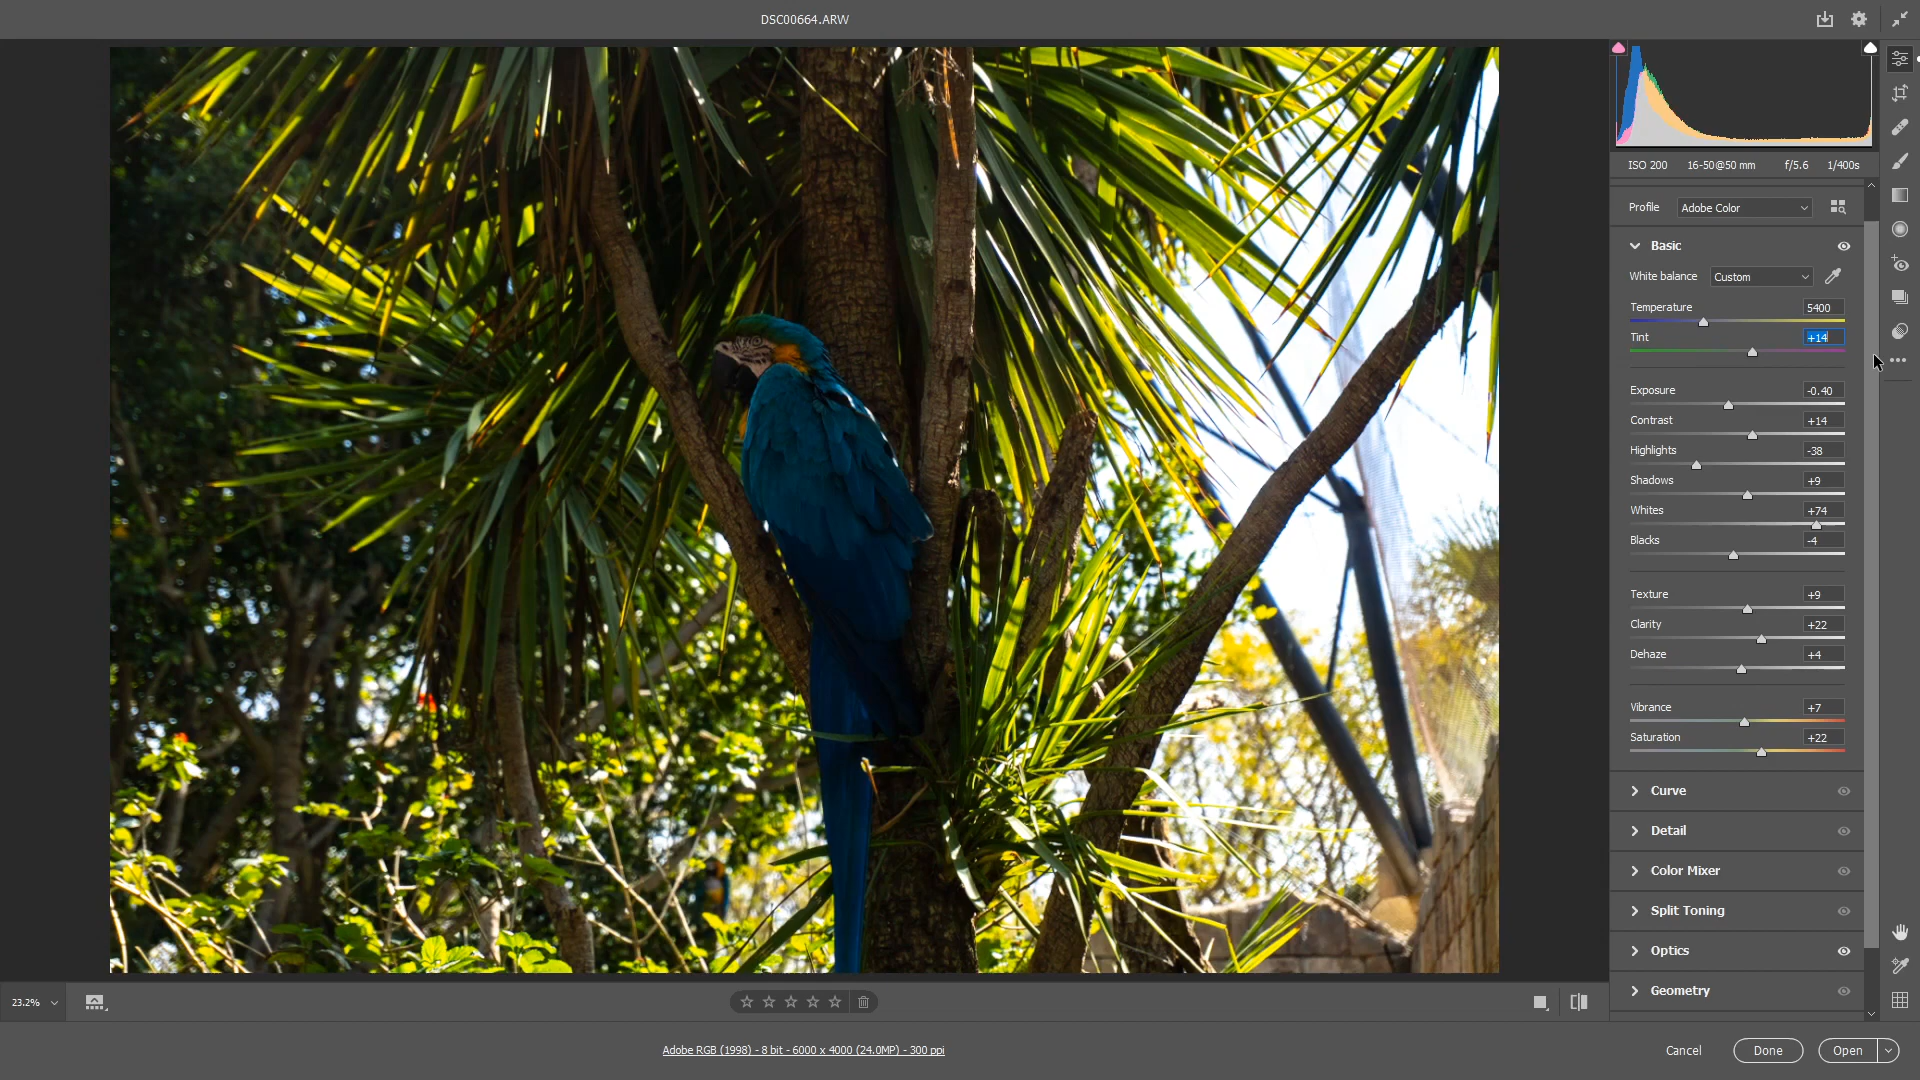 DSC00664.ARW
ISO 200 16-50@50 mm f/5.6 1/400s
Profile Adobe Color
Basic
White balance Custom
Temperature 5400
Tint +14
Exposure -0.40
Contrast +14
Highlights -38
Shadows +9
Whites +74
Blacks -4
Texture +9
Clarity +22
Dehaze +4
Vibrance +7
Saturation +22
Curve
Detail
Color Mixer
Split Toning
Optics
Geometry
23.2%
Adobe RGB (1998) - 8 bit - 6000 x 4000 (24.0MP) - 300 ppi
Cancel Done Open